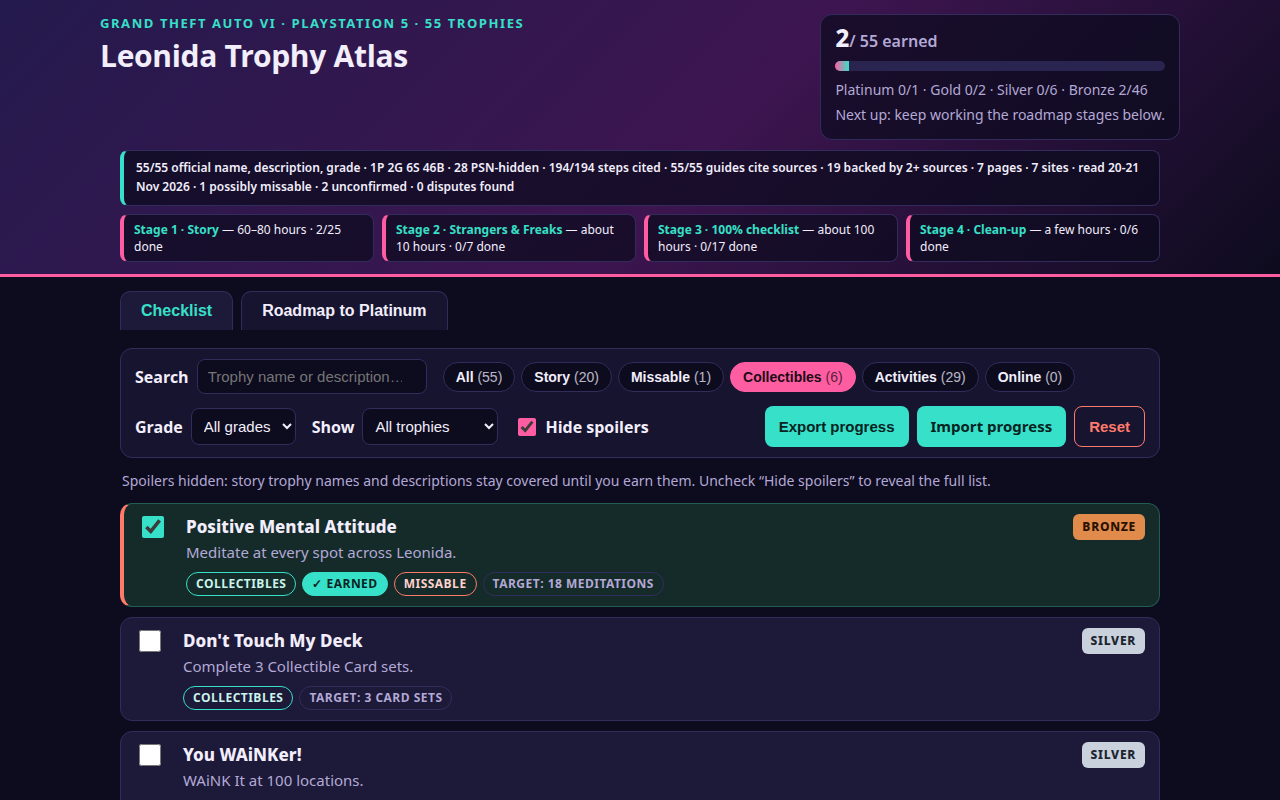 GRAND THEFT AUTO VI · PLAYSTATION 5 · 55 TROPHIES
Leonida Trophy Atlas
2/ 55 earned
Platinum 0/1 · Gold 0/2 · Silver 0/6 · Bronze 2/46
Next up: keep working the roadmap stages below.
55/55 official name, description, grade · 1P 2G 6S 46B · 28 PSN-hidden · 194/194 steps cited · 55/55 guides cite sources · 19 backed by 2+ sources · 7 pages · 7 sites · read 20-21
Nov 2026 · 1 possibly missable · 2 unconfirmed · 0 disputes found
Stage 1 · Story — 60–80 hours · 2/25
done
Stage 2 · Strangers & Freaks — about
10 hours · 0/7 done
Stage 3 · 100% checklist — about 100
hours · 0/17 done
Stage 4 · Clean-up — a few hours · 0/6
done
Checklist
Roadmap to Platinum
Search
Trophy name or description…
All (55)
Story (20)
Missable (1)
Collectibles (6)
Activities (29)
Online (0)
Grade
All grades
Show
All trophies
Hide spoilers
Export progress
Import progress
Reset
Spoilers hidden: story trophy names and descriptions stay covered until you earn them. Uncheck “Hide spoilers” to reveal the full list.
Positive Mental Attitude
BRONZE
Meditate at every spot across Leonida.
COLLECTIBLES
✓ EARNED
MISSABLE
TARGET: 18 MEDITATIONS
Don't Touch My Deck
SILVER
Complete 3 Collectible Card sets.
COLLECTIBLES
TARGET: 3 CARD SETS
You WAiNKer!
SILVER
WAiNK It at 100 locations.